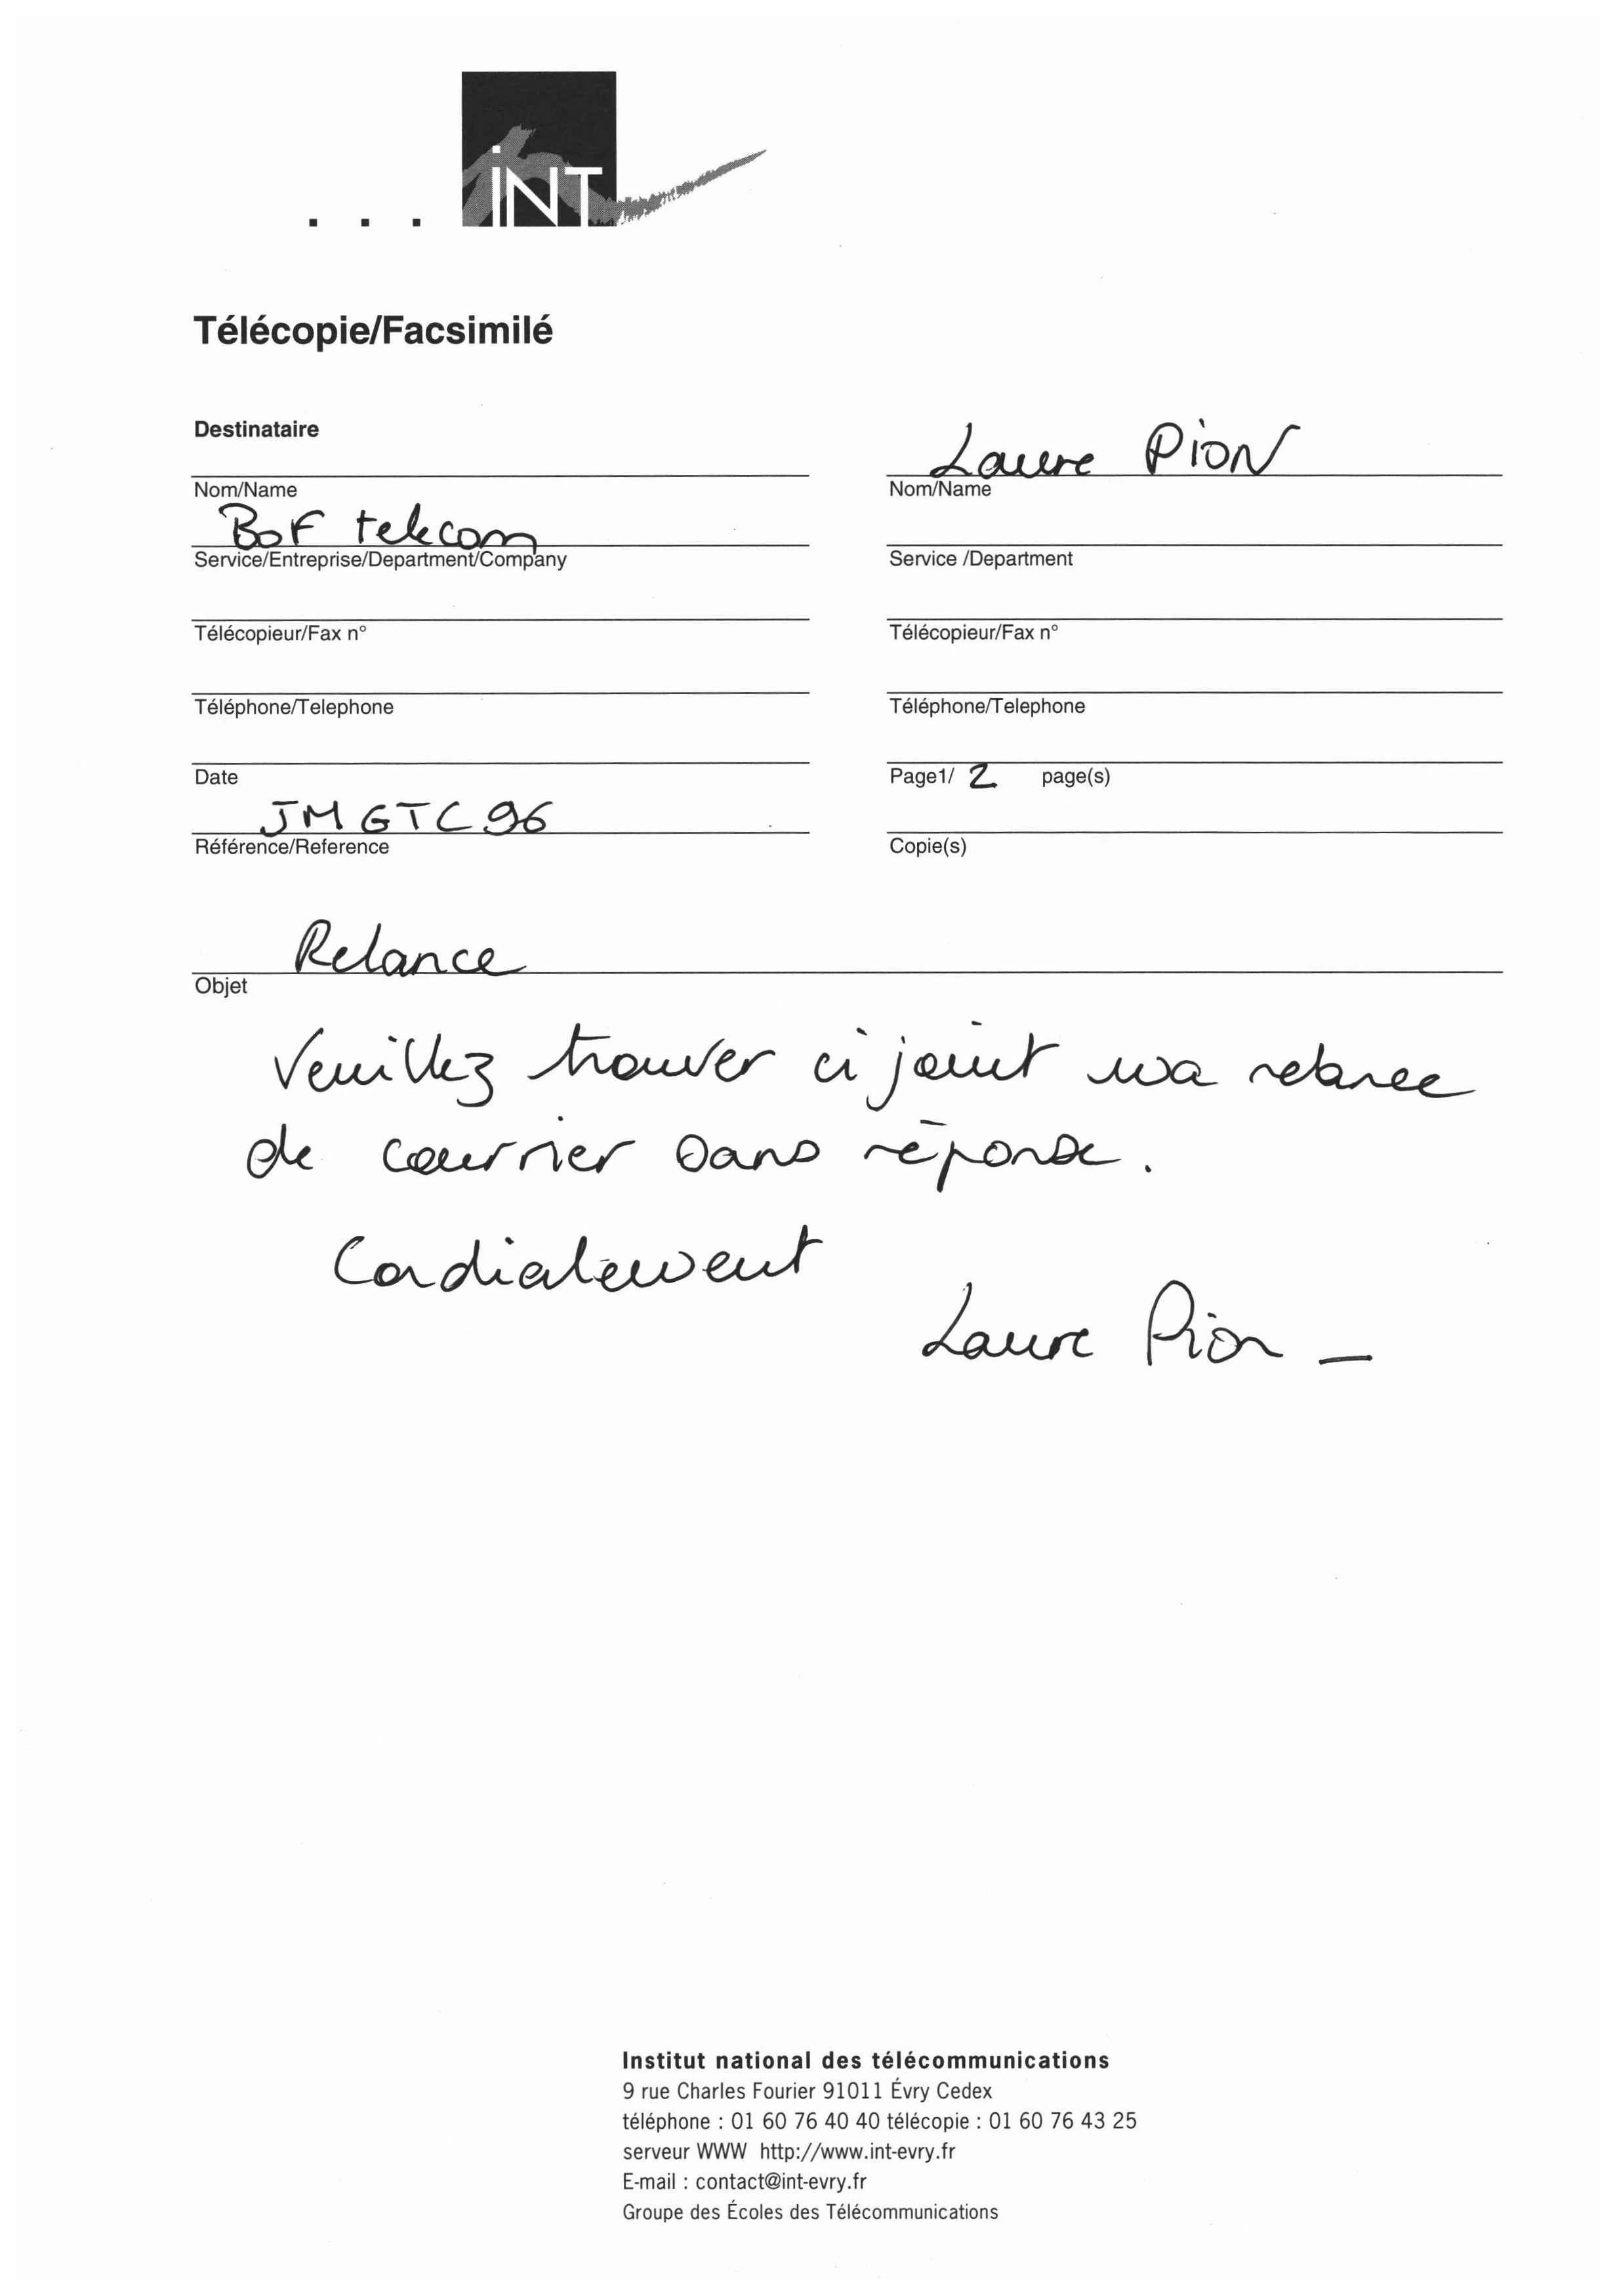 ... iNT
Télécopie/Facsimilé
Destinataire
Laure PiON
Nom/Name
Nom/Name
BoF telecom
Service/Entreprise/Department/Company
Service /Department
Télécopieur/Fax n°
Télécopieur/Fax n°
Téléphone/Telephone
Téléphone/Telephone
Date
Page1/ 2 page(s)
JMGTC96
Référence/Reference
Copie(s)
Relance
Objet
Veuillez trouver ci joint ma relance
de courrier sans réponse.
Cordialement
Laure Pion -
Institut national des télécommunications
9 rue Charles Fourier 91011 Évry Cedex
téléphone : 01 60 76 40 40 télécopie : 01 60 76 43 25
serveur WWW http://www.int-evry.fr
E-mail : contact@int-evry.fr
Groupe des Écoles des Télécommunications